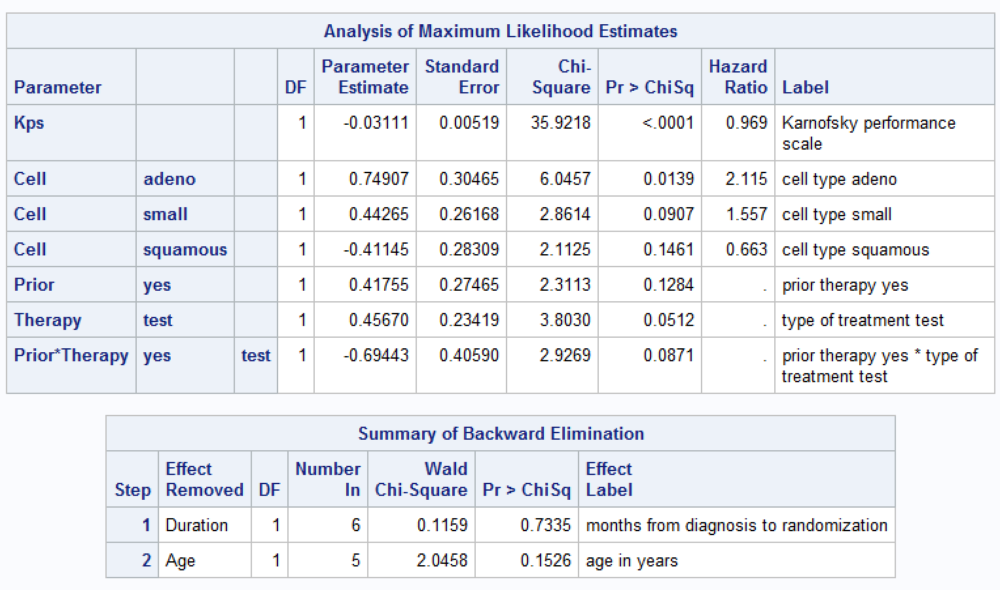 Analysis of Maximum Likelihood Estimates
Parameter DF Parameter Estimate Standard Error Chi-Square Pr > ChiSq Hazard Ratio Label
Kps 1 -0.03111 0.00519 35.9218 <.0001 0.969 Karnofsky performance scale
Cell adeno 1 0.74907 0.30465 6.0457 0.0139 2.115 cell type adeno
Cell small 1 0.44265 0.26168 2.8614 0.0907 1.557 cell type small
Cell squamous 1 -0.41145 0.28309 2.1125 0.1461 0.663 cell type squamous
Prior yes 1 0.41755 0.27465 2.3113 0.1284 . prior therapy yes
Therapy test 1 0.45670 0.23419 3.8030 0.0512 . type of treatment test
Prior*Therapy yes test 1 -0.69443 0.40590 2.9269 0.0871 . prior therapy yes * type of treatment test
Summary of Backward Elimination
Step Effect Removed DF Number In Wald Chi-Square Pr > ChiSq Effect Label
1 Duration 1 6 0.1159 0.7335 months from diagnosis to randomization
2 Age 1 5 2.0458 0.1526 age in years